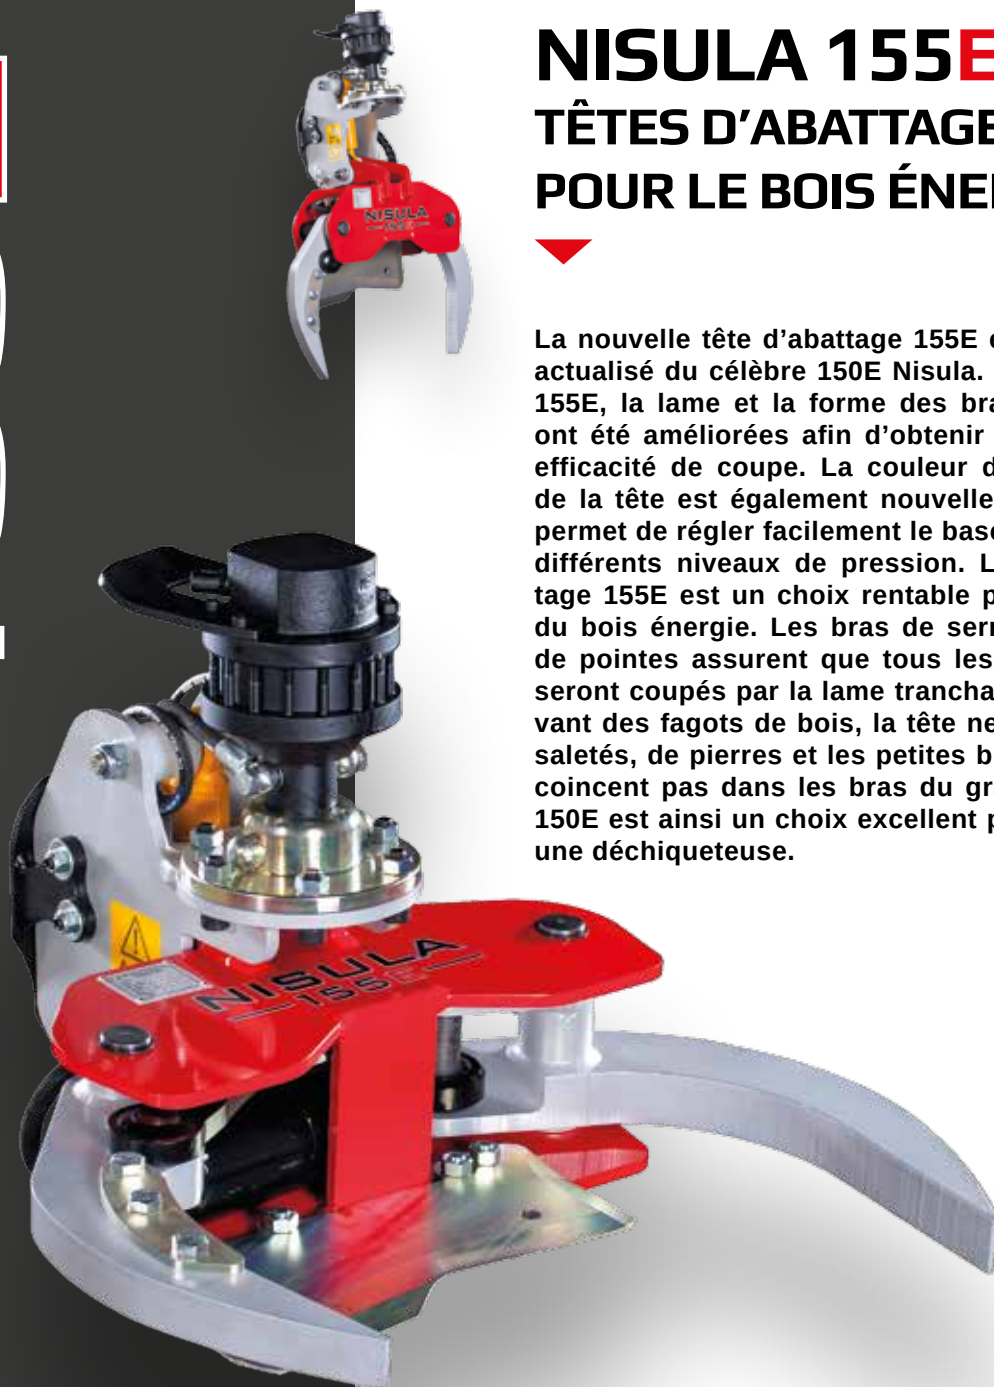 NISULA 155E
TÊTES D’ABATTAGE
POUR LE BOIS ÉNE
La nouvelle tête d’abattage 155E
actualisé du célèbre 150E Nisula.
155E, la lame et la forme des bra
ont été améliorées afin d’obtenir
efficacité de coupe. La couleur d
de la tête est également nouvelle
permet de régler facilement le bas
différents niveaux de pression. L
tage 155E est un choix rentable p
du bois énergie. Les bras de serr
de pointes assurent que tous les
seront coupés par la lame trancha
vant des fagots de bois, la tête ne
saletés, de pierres et les petites b
coincent pas dans les bras du gr
150E est ainsi un choix excellent p
une déchiqueteuse.
NISULA
155E
NISULA
155E